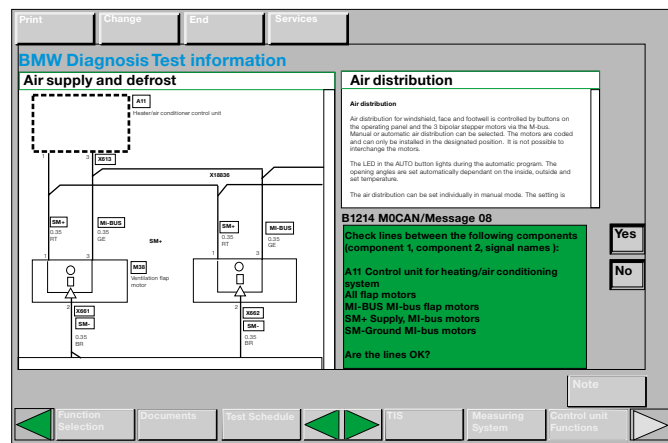 Print
Change
End
Services
BMW Diagnosis Test information
Air supply and defrost
A11
Heater/air conditioner control unit
1
3
X613
X18836
SM+
0.35
RT
MI-BUS
0.35
GE
SM+
SM+
0.35
RT
MI-BUS
0.35
GE
1
3
1
3
M38
Ventilation flap
motor
2
X661
SM-
0.35
BR
2
X662
SM-
0.35
BR
Air distribution
Air distribution
Air distribution for windshield, face and footwell is controlled by buttons on
the operating panel and the 3 bipolar stepper motors via the M-bus.
Manual or automatic air distribution can be selected. The motors are coded
and can only be installed in the designated position. It is not possible to
interchange the motors.
The LED in the AUTO button lights during the automatic program. The
opening angles are set automatically dependant on the inside, outside and
set temperature.
The air distribution can be set individually in manual mode. The setting is
B1214 M0CAN/Message 08
Check lines between the following components
(component 1, component 2, signal names ):
A11 Control unit for heating/air conditioning
system
All flap motors
MI-BUS MI-bus flap motors
SM+ Supply, MI-bus motors
SM-Ground MI-bus motors
Are the lines OK?
Yes
No
Note
Function
Selection
Documents
Test Schedule
TIS
Measuring
System
Control unit
Functions